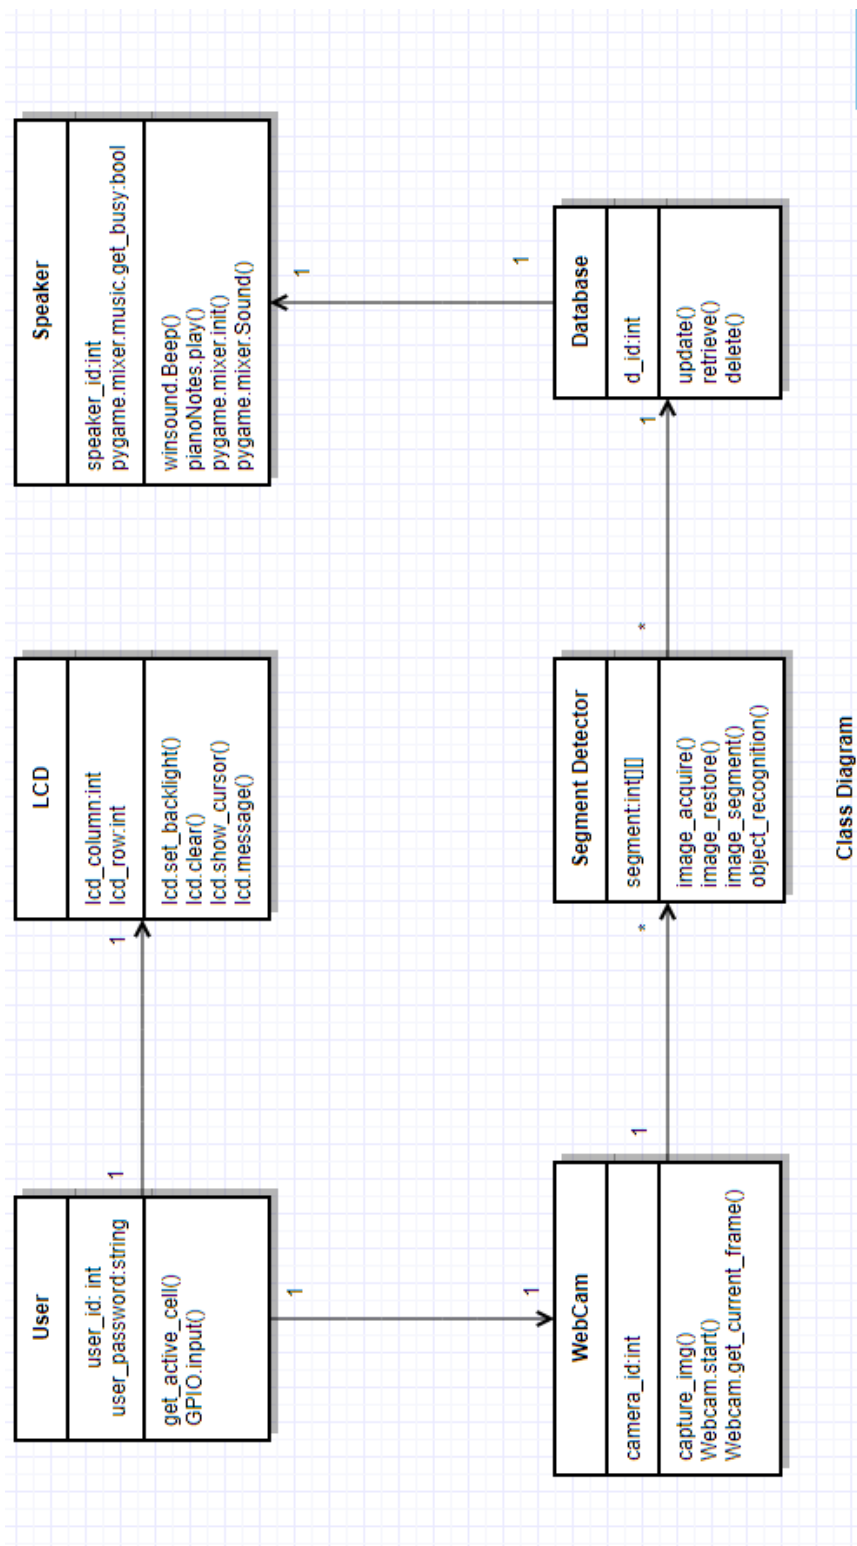 User
user_id: int
user_password:string
get_active_cell()
GPIO.input()
1
1
LCD
lcd_column:int
lcd_row:int
lcd.set_backlight()
lcd.clear()
lcd.show_cursor()
lcd.message()
Speaker
speaker_id:int
pygame.mixer.music.get_busy:bool
winsound.Beep()
pianoNotes.play()
pygame.mixer.init()
pygame.mixer.Sound()
1
1
1
1
WebCam
camera_id:int
capture_img()
Webcam.start()
Webcam.get_current_frame()
1
*
Segment Detector
segment:int[][]
image_acquire()
image_restore()
image_segment()
object_recognition()
*
1
Database
d_id:int
update()
retrieve()
delete()
Class Diagram